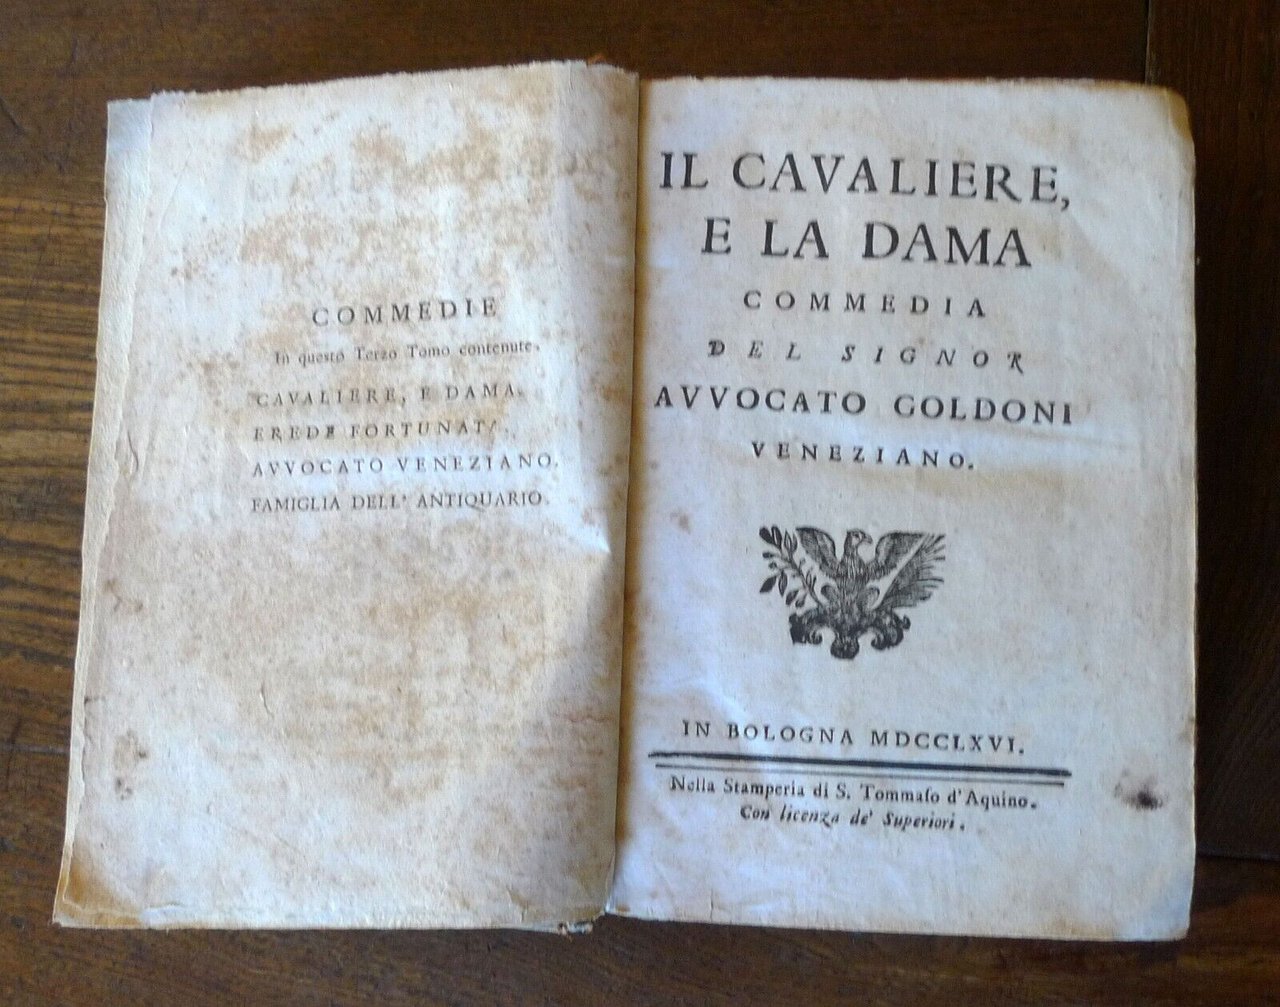 COMMEDIE
In questo Terzo Tomo contenute.
CAVALIERE, E DAMA.
EREDE FORTUNATA.
AVVOCATO VENEZIANO.
FAMIGLIA DELL' ANTIQUARIO.
IL CAVALIERE,
E LA DAMA
COMMEDIA
DEL SIGNOR
AVVOCATO GOLDONI
VENEZIANO.
IN BOLOGNA MDCCLXVI.
Nella Stamperia di S. Tommaſo d'Aquino.
Con licenza de' Superiori.